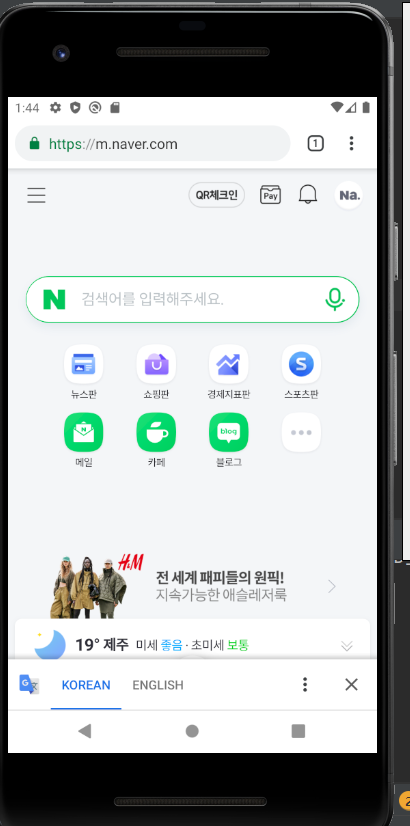 1:44
https://m.naver.com
1
QR체크인
Pay
Na.
N
검색어를 입력해주세요.
S
뉴스판
쇼핑판
경제지표판
스포츠판
N
blog
메일
카페
블로그
H&M
전 세계 패피들의 원픽!
지속가능한 애슬레저룩
19° 제주 미세 좋음 · 초미세 보통
G
KOREAN
ENGLISH
2